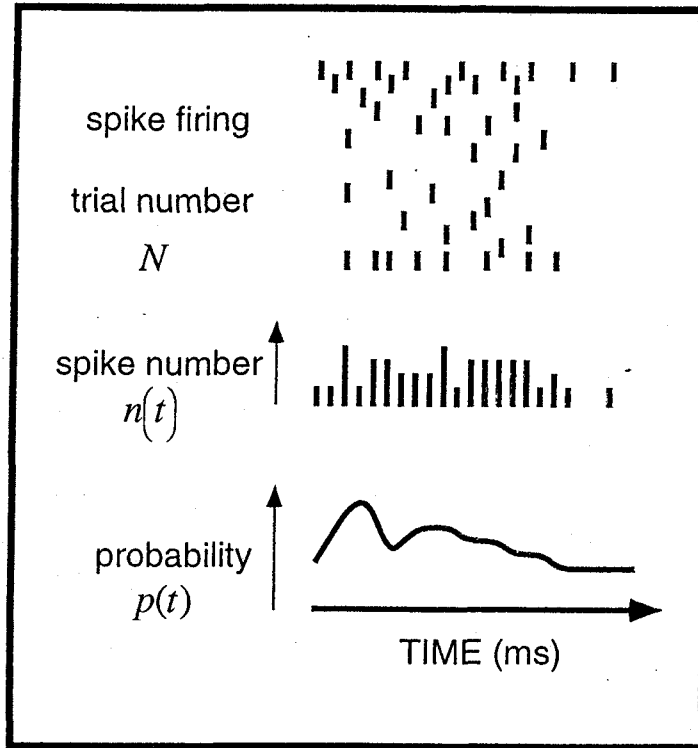 spike firing
trial number
N
spike number
n(t)
probability
p(t)
TIME (ms)